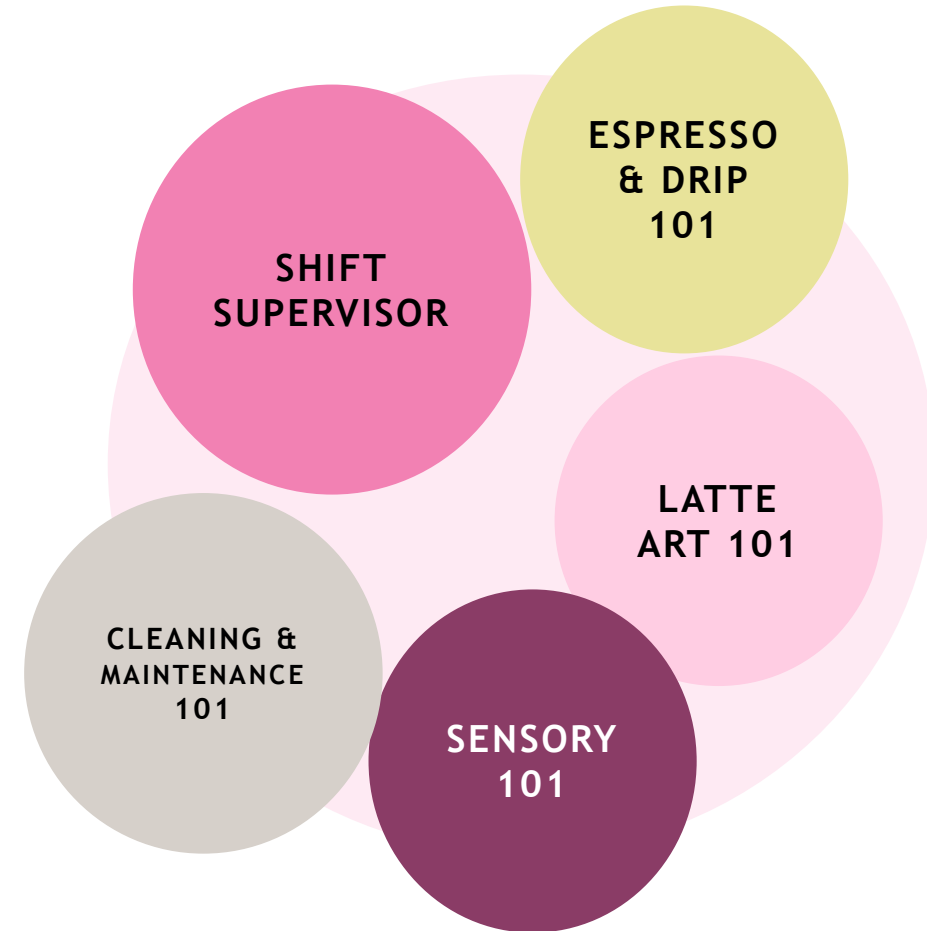 ESPRESSO
& DRIP
101
SHIFT
SUPERVISOR
LATTE
ART 101
CLEANING &
MAINTENANCE
101
SENSORY
101